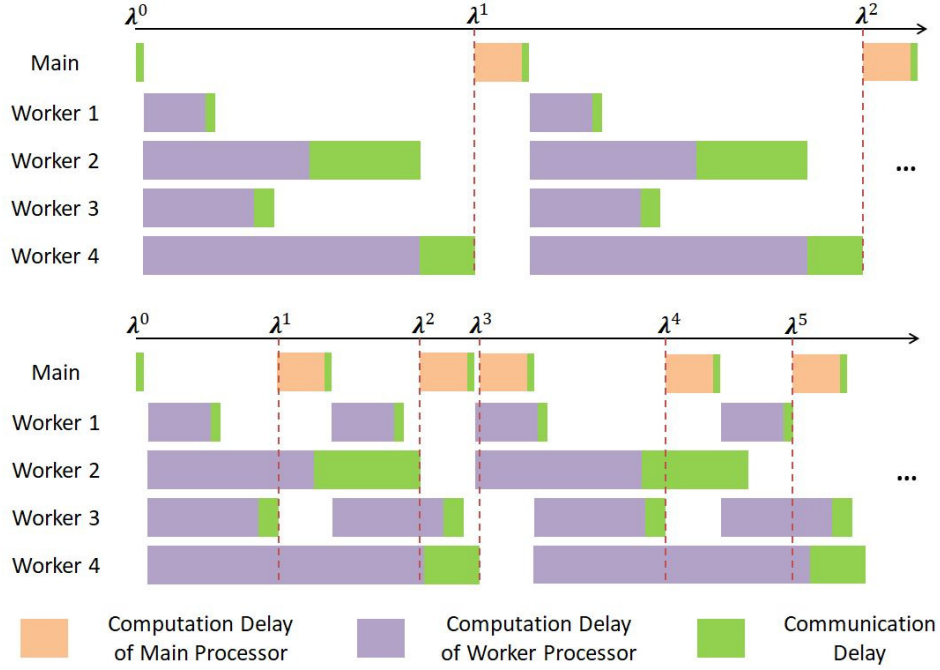 λ⁰ λ¹ λ²
Main
Worker 1
Worker 2
...
Worker 3
Worker 4
λ⁰ λ¹ λ² λ³ λ⁴ λ⁵
Main
Worker 1
Worker 2
...
Worker 3
Worker 4
Computation Delay
of Main Processor
Computation Delay
of Worker Processor
Communication
Delay